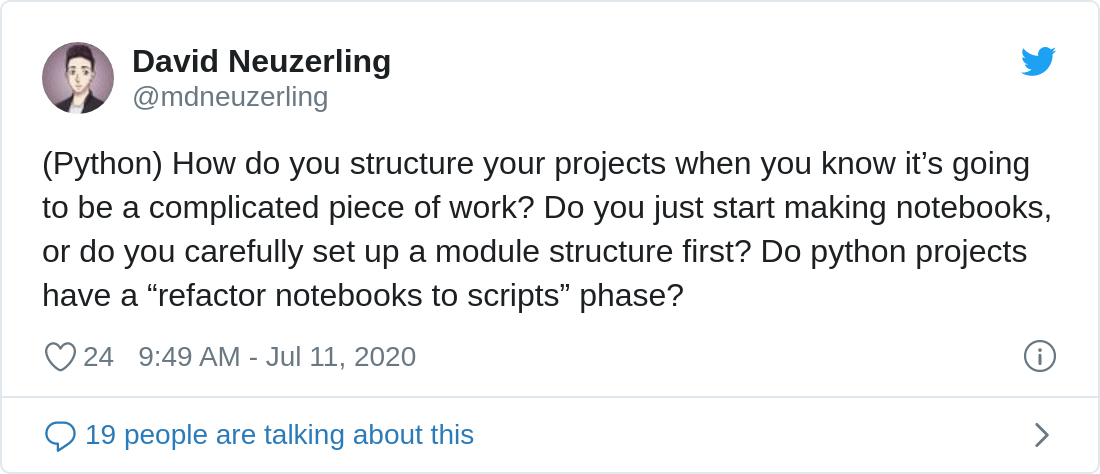 David Neuzerling
@mdneuzerling
(Python) How do you structure your projects when you know it’s going
to be a complicated piece of work? Do you just start making notebooks,
or do you carefully set up a module structure first? Do python projects
have a “refactor notebooks to scripts” phase?
24 9:49 AM - Jul 11, 2020
19 people are talking about this